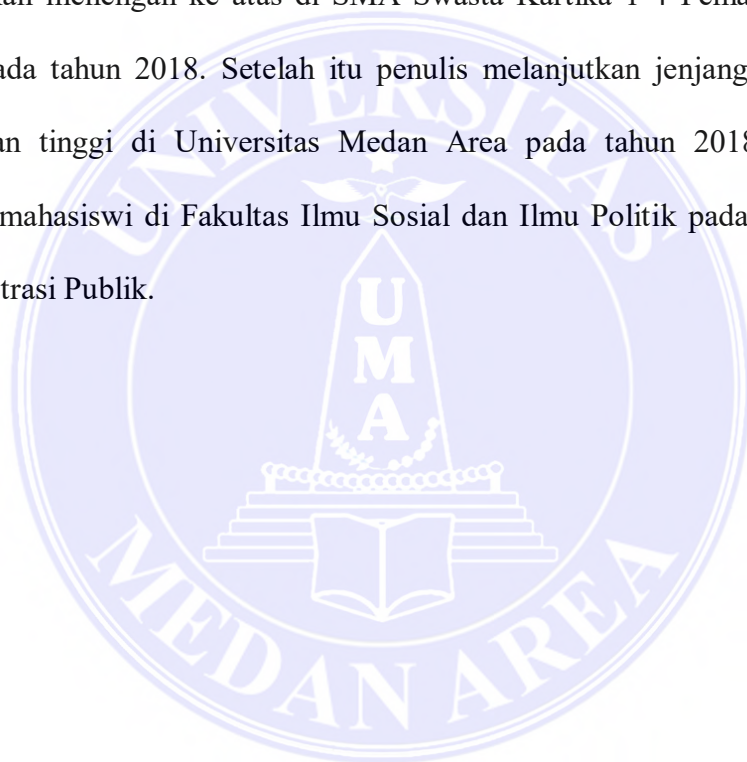 menengah ke atas di SMA Swasta Kartika 1-4
ada tahun 2018. Setelah itu penulis melanjutkan jenjang
an tinggi di Universitas Medan Area pada tahun 2018
mahasiswi di Fakultas Ilmu Sosial dan Ilmu Politik pada
trasi Publik.
UNIVERSITAS
UMA
MEDAN AREA